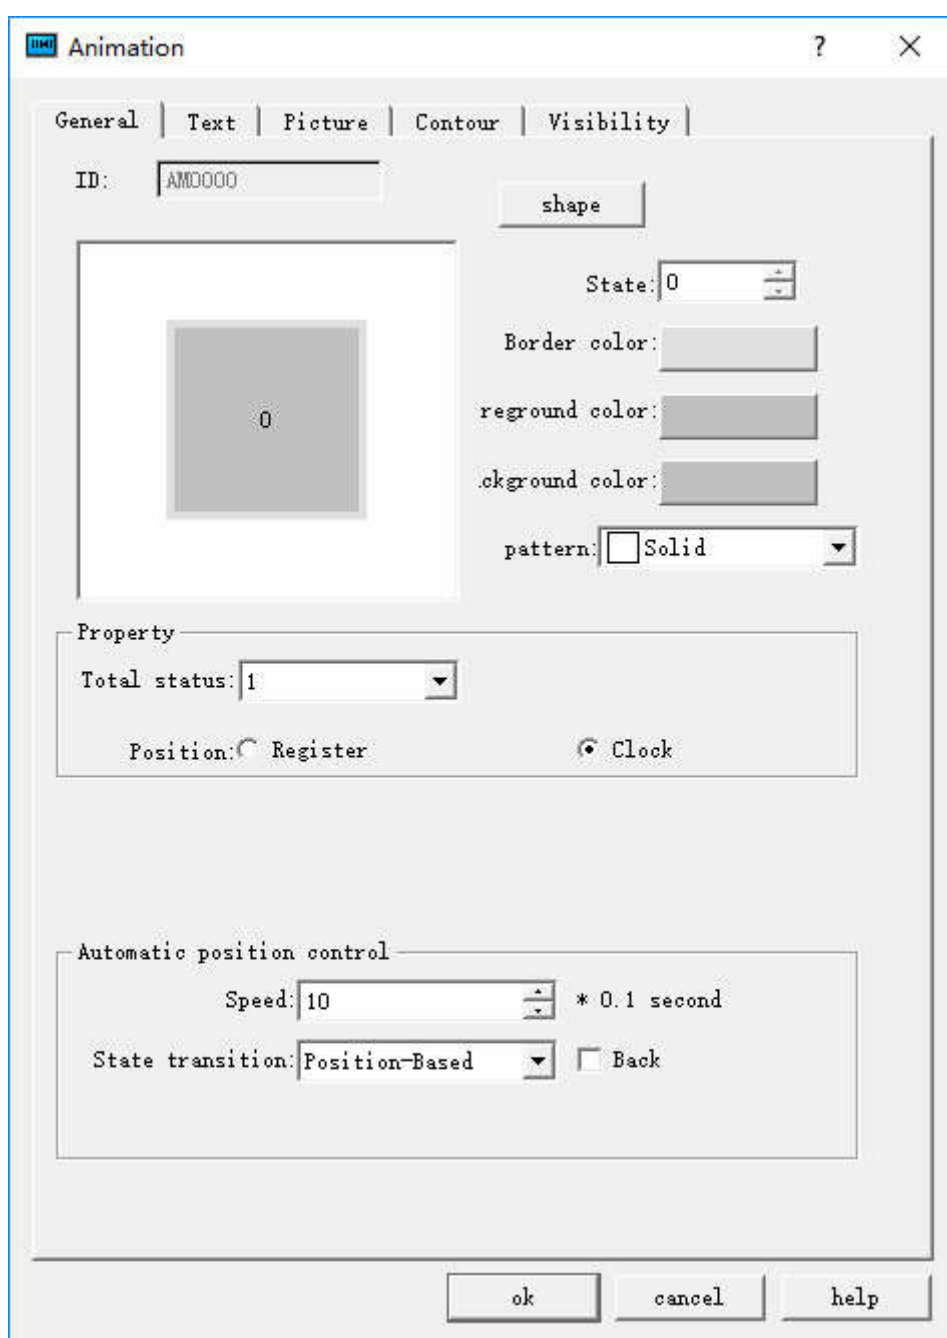 Animation ? 
General Text Picture Contour Visibility
ID: AM0000
shape
State: 0
Border color:
0
reground color:
.ckground color:
pattern: Solid
Property
Total status: 1
Position: Register Clock
Automatic position control
Speed: 10 * 0.1 second
State transition: Position-Based Back
ok cancel help